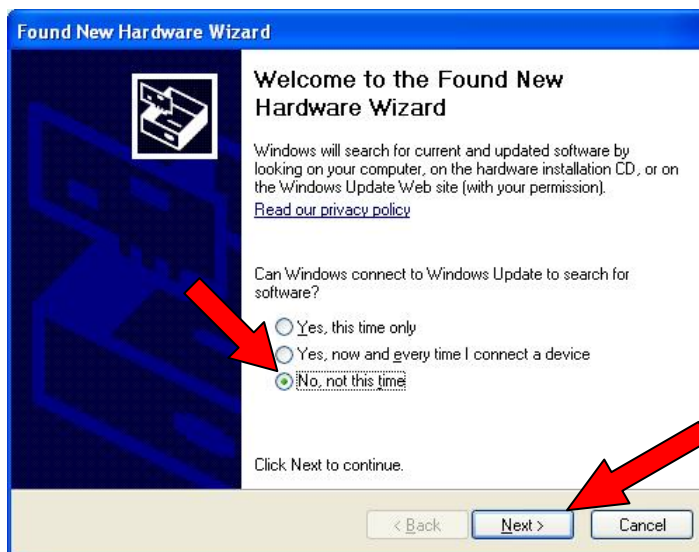 Found New Hardware Wizard
Welcome to the Found New
Hardware Wizard
Windows will search for current and updated software by
looking on your computer, on the hardware installation CD, or on
the Windows Update Web site (with your permission).
Read our privacy policy
Can Windows connect to Windows Update to search for
software?
Yes, this time only
Yes, now and every time I connect a device
No, not this time
Click Next to continue.
< Back
Next >
Cancel